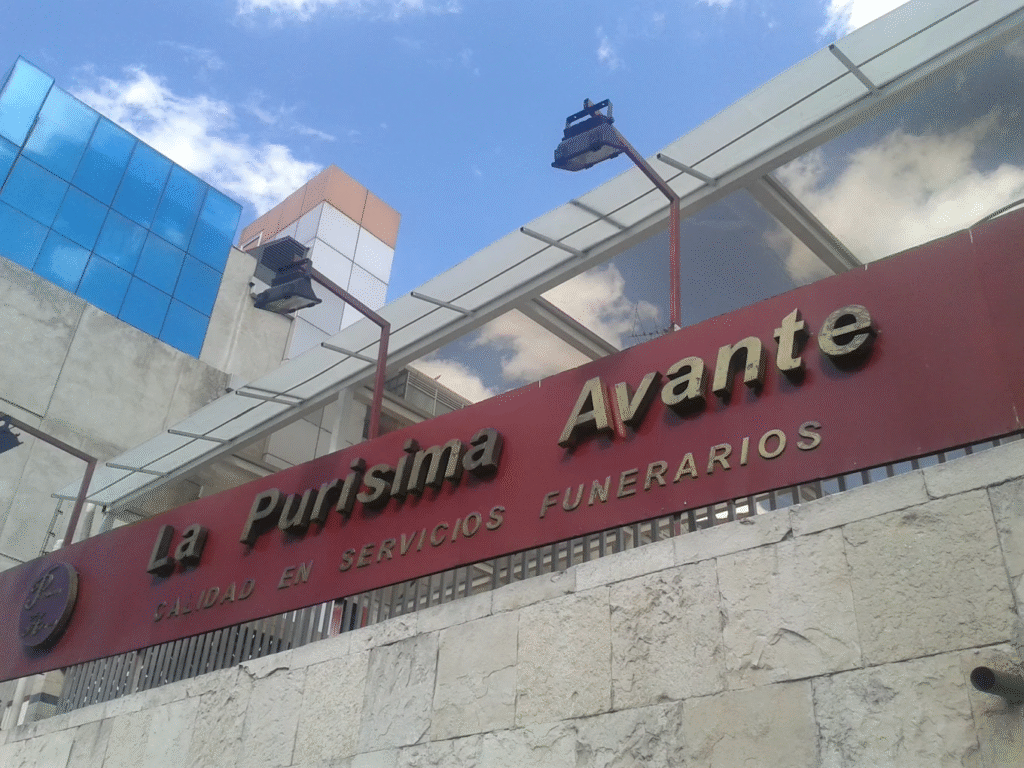 La Purisima Avante
CALIDAD EN SERVICIOS FUNERARIOS